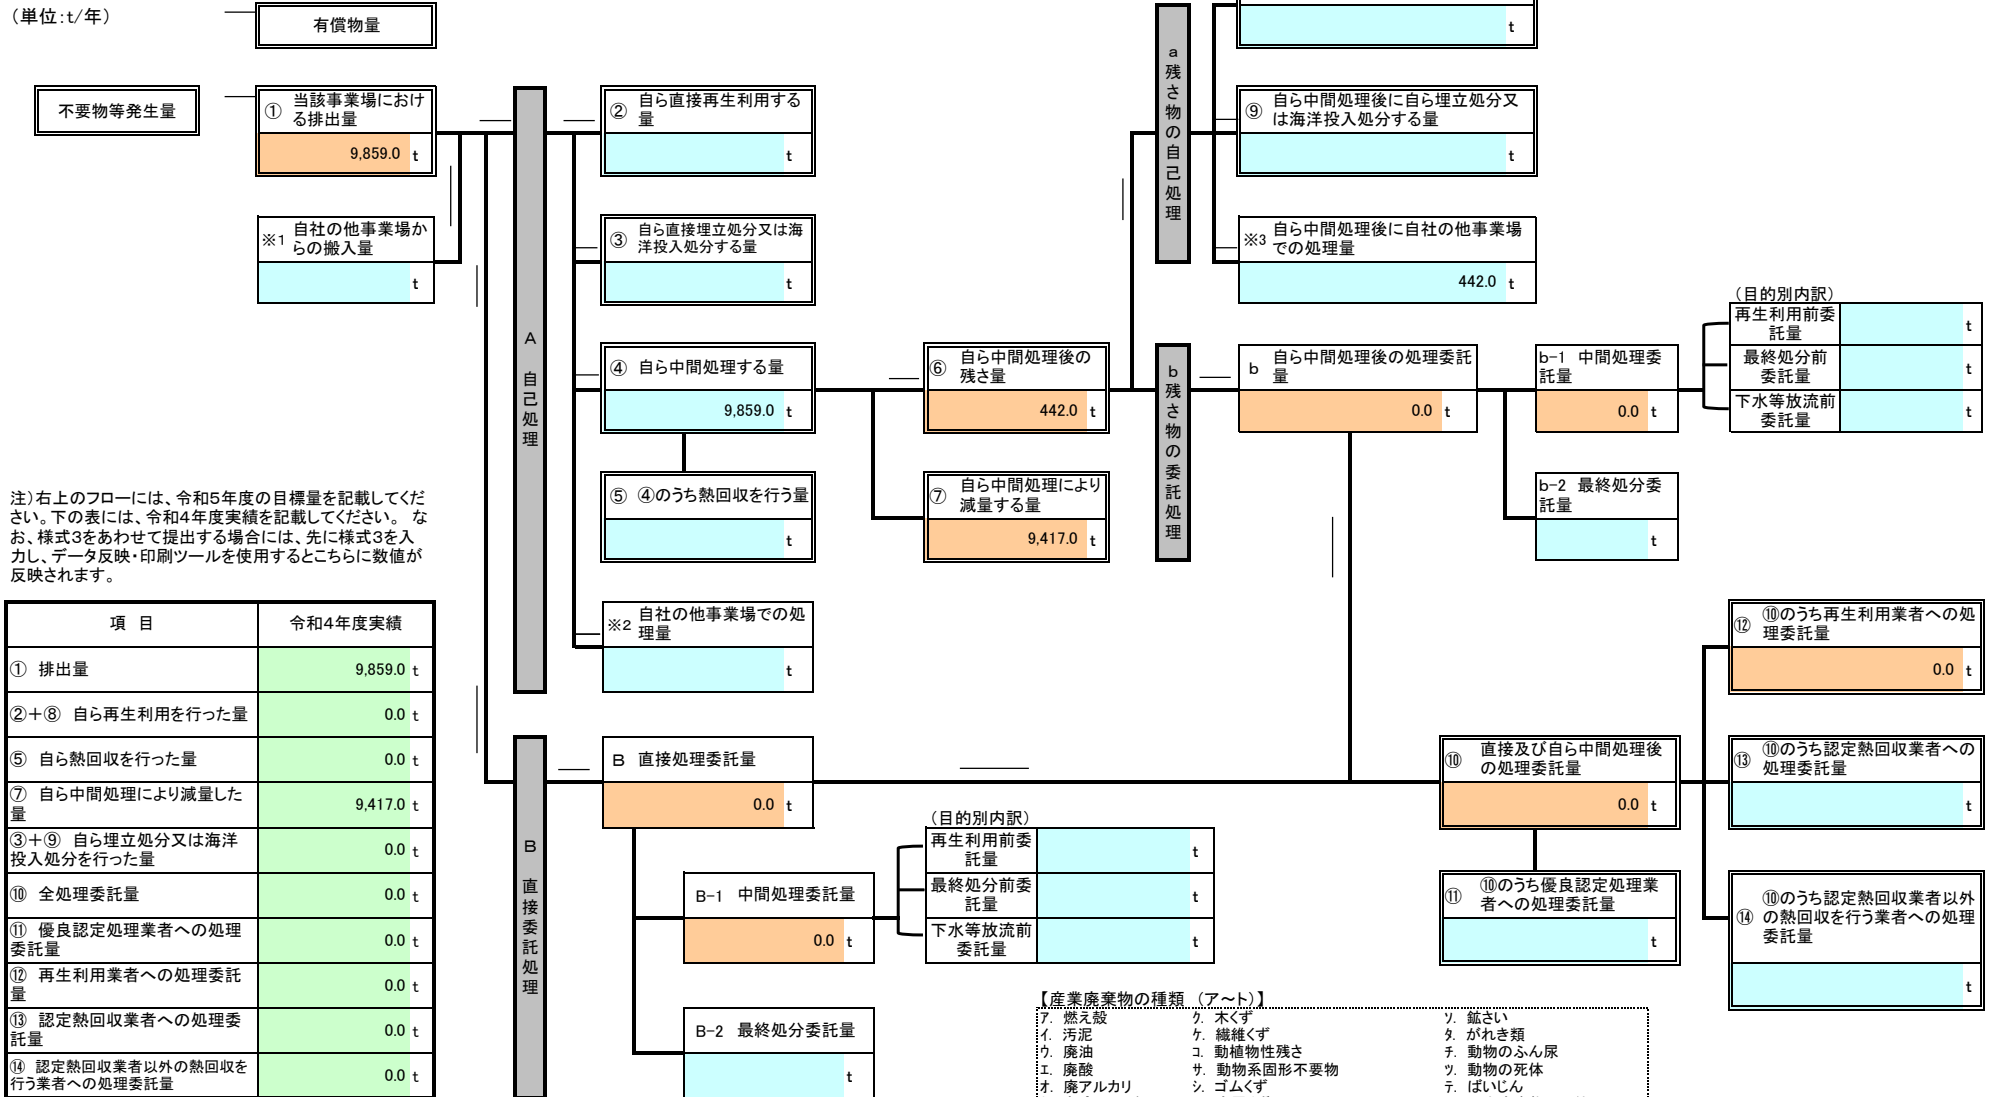 (単位:t/年)
有償物量
t
不要物等発生量
① 当該事業場におけ
る排出量
9,859.0 t
※1 自社の他事業場か
らの搬入量
t
A 自己処理
② 自ら直接再生利用する
量
t
③ 自ら直接埋立処分又は海
洋投入処分する量
t
④ 自ら中間処理する量
9,859.0 t
⑤ ④のうち熱回収を行う量
t
※2 自社の他事業場での処
理量
t
⑥ 自ら中間処理後の
残さ量
442.0 t
⑦ 自ら中間処理により
減量する量
9,417.0 t
a 残さ物の自己処理
⑨ 自ら中間処理後に自ら埋立処分又
は海洋投入処分する量
t
※3 自ら中間処理後に自社の他事業場
での処理量
442.0 t
b 残さ物の委託処理
b 自ら中間処理後の処理委託
量
0.0 t
b-1 中間処理委
託量
0.0 t
b-2 最終処分委
託量
t
(目的別内訳)
再生利用前委
託量
t
最終処分前
委託量
t
下水等放流前
委託量
t
注)右上のフローには、令和5年度の目標量を記載してくだ
さい。下の表には、令和4年度実績を記載してください。 な
お、様式3をあわせて提出する場合には、先に様式3を入
力し、データ反映・印刷ツールを使用するとこちらに数値が
反映されます。
項 目 令和4年度実績
① 排出量 9,859.0 t
②+⑧ 自ら再生利用を行った量 0.0 t
⑤ 自ら熱回収を行った量 0.0 t
⑦ 自ら中間処理により減量した
量 9,417.0 t
③+⑨ 自ら埋立処分又は海洋
投入処分を行った量 0.0 t
⑩ 全処理委託量 0.0 t
⑪ 優良認定処理業者への処理
委託量 0.0 t
⑫ 再生利用業者への処理委託
量 0.0 t
⑬ 認定熱回収業者への処理委
託量 0.0 t
⑭ 認定熱回収業者以外の熱回収を
行う業者への処理委託量 0.0 t
B 直接委託処理
B 直接処理委託量
0.0 t
B-1 中間処理委託量
0.0 t
B-2 最終処分委託量
t
(目的別内訳)
再生利用前委
託量
t
最終処分前委
託量
t
下水等放流前
委託量
t
⑩ 直接及び自ら中間処理後
の処理委託量
0.0 t
⑪ ⑩のうち優良認定処理業
者への処理委託量
t
⑫ ⑩のうち再生利用業者への処
理委託量
0.0 t
⑬ ⑩のうち認定熱回収業者への
処理委託量
t
⑭ ⑩のうち認定熱回収業者以外
の熱回収を行う業者への処理
委託量
t
【産業廃棄物の種類 (ア~ト)】
ア. 燃え殻 ク. 木くず ソ. 鉱さい
イ. 汚泥 ケ. 繊維くず タ. がれき類
ウ. 廃油 コ. 動植物性残さ チ. 動物のふん尿
エ. 廃酸 サ. 動物系固形不要物 ツ. 動物の死体
オ. 廃アルカリ シ. ゴムくず テ. ばいじん